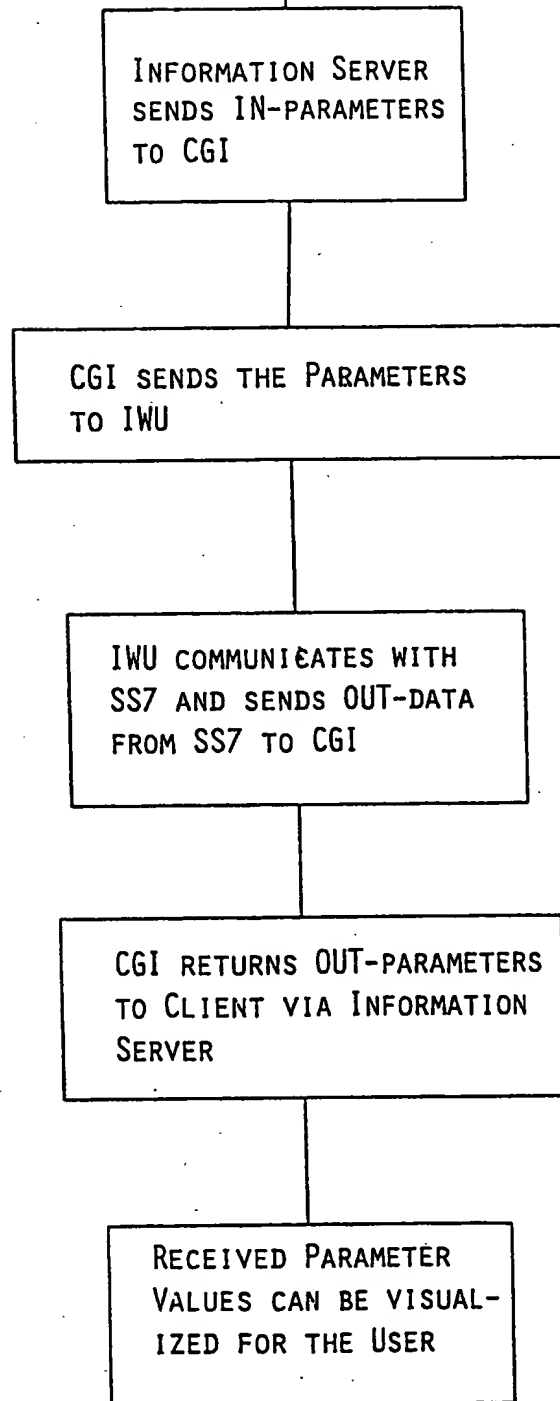 INFORMATION SERVER
SENDS IN-PARAMETERS
TO CGI
CGI SENDS THE PARAMETERS
TO IWU
IWU COMMUNICATES WITH
SS7 AND SENDS OUT-DATA
FROM SS7 TO CGI
CGI RETURNS OUT-PARAMETERS
TO CLIENT VIA INFORMATION
SERVER
RECEIVED PARAMETER
VALUES CAN BE VISUAL-
IZED FOR THE USER